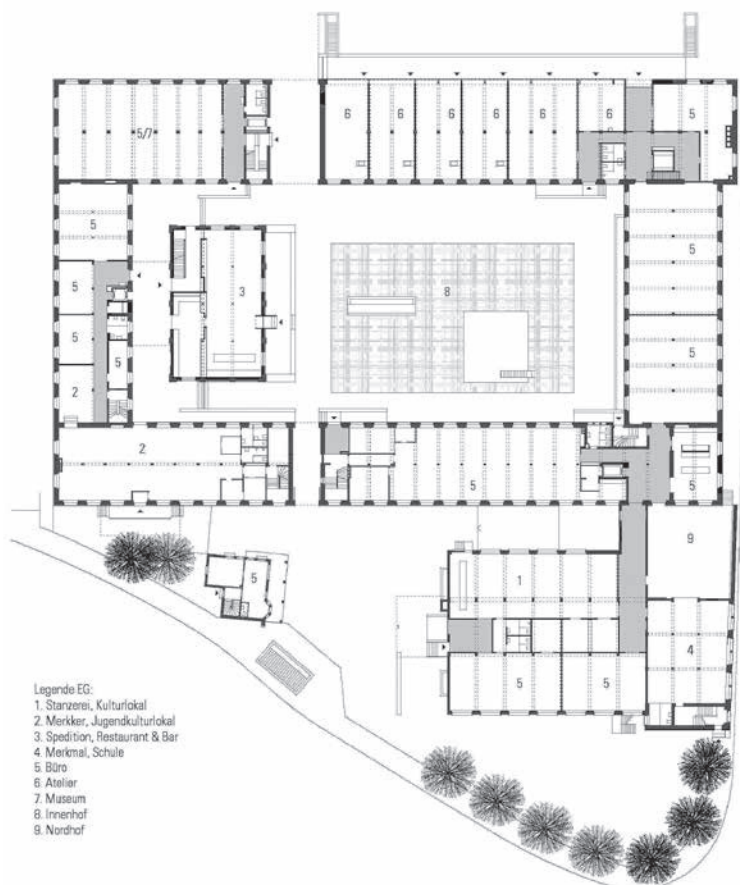 6 6 6 6 6 6 5
5/7
5 5
3 8
5
5 5
5
2
2
5 5
9
1
5
4
5 5
Legende EG:
1. Stanzerei, Kulturlokal
2. Merkker, Jugendkulturlokal
3. Spedition, Restaurant & Bar
4. Merkmal, Schule
5. Büro
6. Atelier
7. Museum
8. Innenhof
9. Nordhof